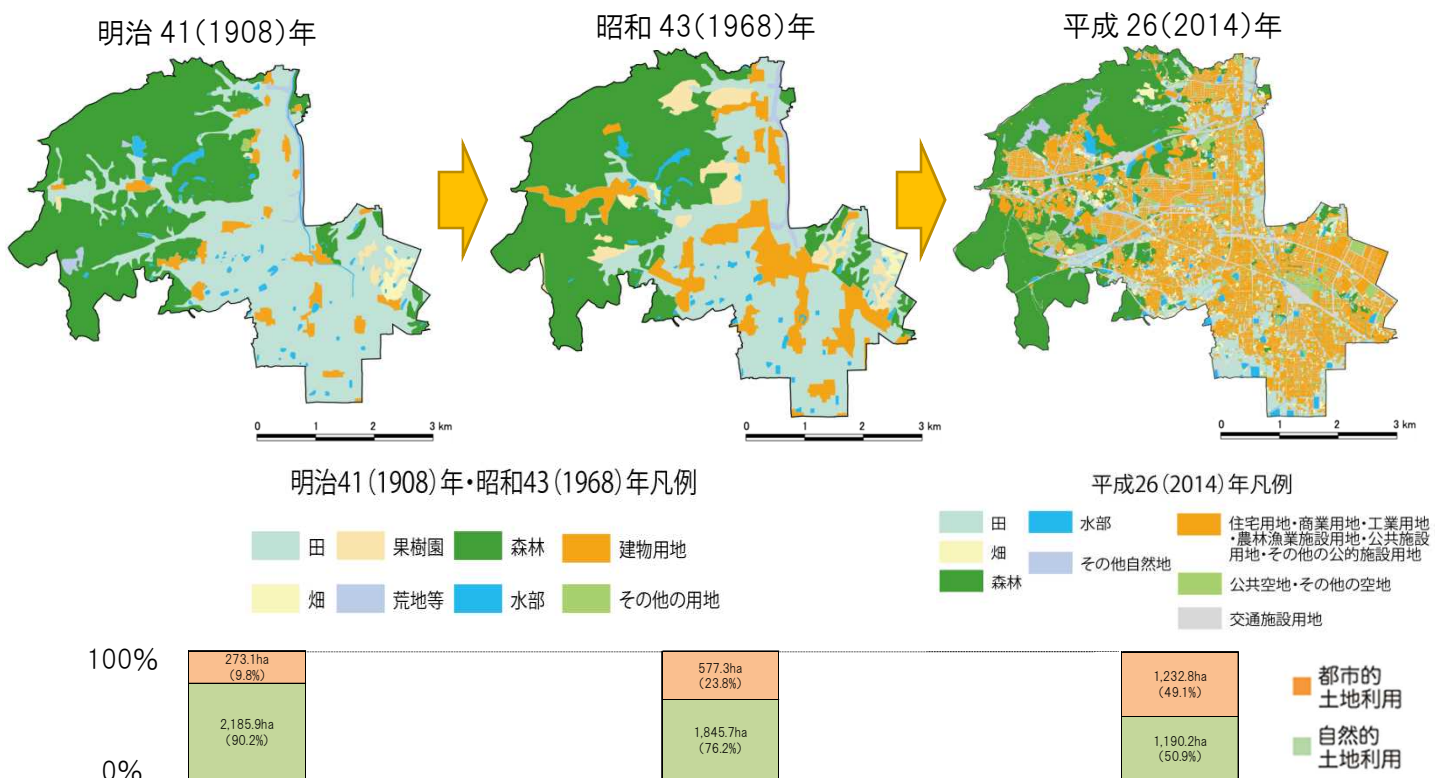 明治 41(1908)年
昭和 43(1968)年
平成 26(2014)年
0 1 2 3 km
0 1 2 3 km
0 1 2 3 km
明治41(1908)年・昭和43(1968)年凡例
田 果樹園 森林 建物用地
畑 荒地等 水部 その他の用地
平成26(2014)年凡例
田
畑
森林
水部
その他自然地
住宅用地・商業用地・工業用地
・農林漁業施設用地・公共施設
用地・その他の公的施設用地
公共空地・その他の空地
交通施設用地
100%
0%
273.1ha
(9.8%)
2,185.9ha
(90.2%)
577.3ha
(23.8%)
1,845.7ha
(76.2%)
1,232.8ha
(49.1%)
1,190.2ha
(50.9%)
都市的
土地利用
自然的
土地利用